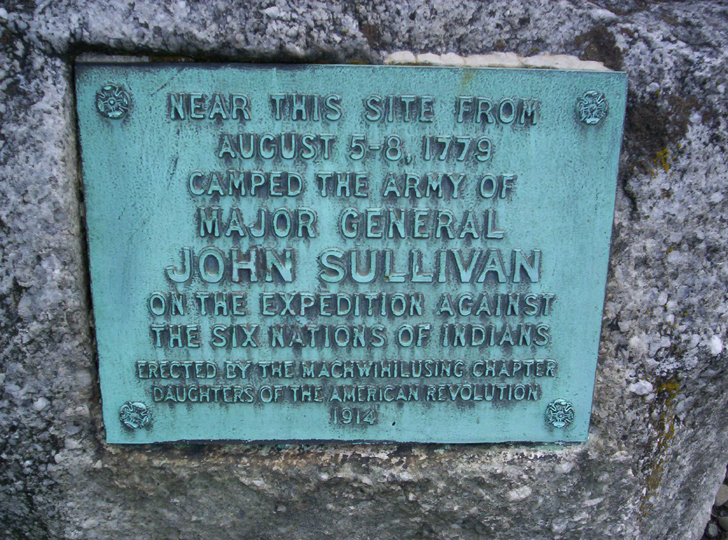 NEAR THIS SITE FROM
AUGUST 5-8, 1779
CAMPED THE ARMY OF
MAJOR GENERAL
JOHN SULLIVAN
ON THE EXPEDITION AGAINST
THE SIX NATIONS OF INDIANS
ERECTED BY THE MACHWIHILUSING CHAPTER
DAUGHTERS OF THE AMERICAN REVOLUTION
1914